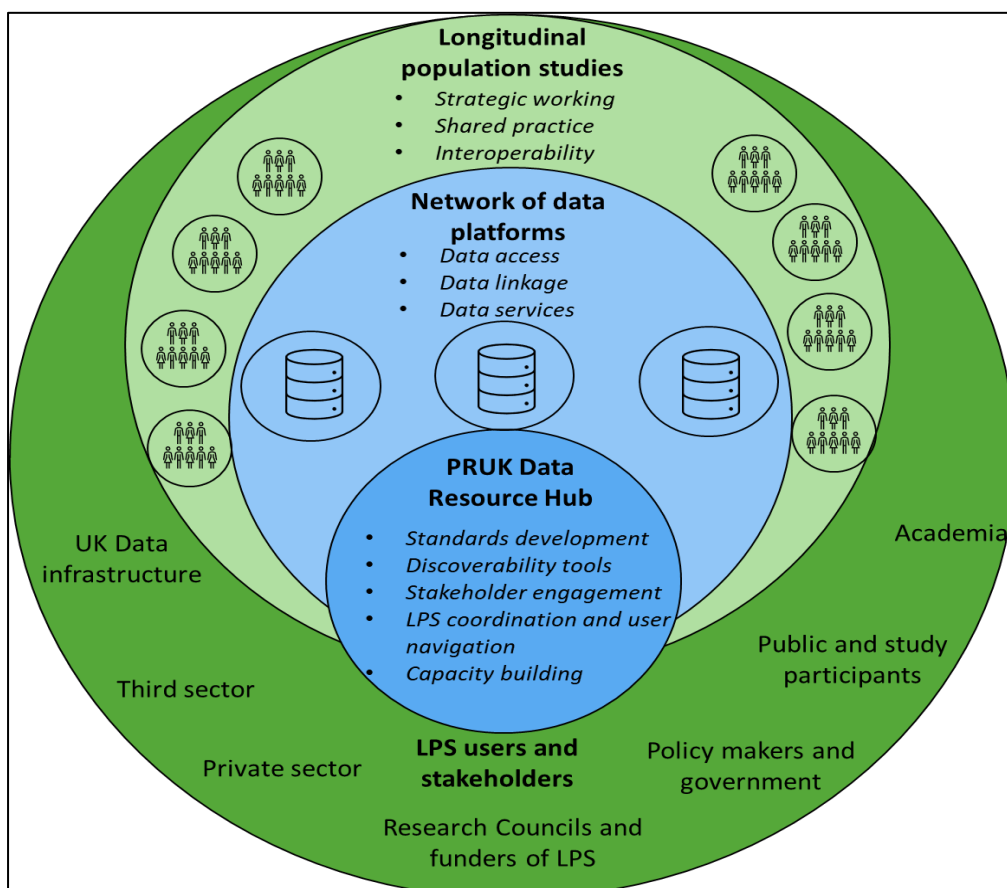 Longitudinal
population studies
• Strategic working
• Shared practice
• Interoperability
Network of data
platforms
• Data access
• Data linkage
• Data services
PRUK Data
Resource Hub
• Standards development
• Discoverability tools
• Stakeholder engagement
• LPS coordination and user
navigation
• Capacity building
UK Data
infrastructure
Third sector
Private sector
LPS users and
stakeholders
Research Councils and
funders of LPS
Policy makers and
government
Public and study
participants
Academia